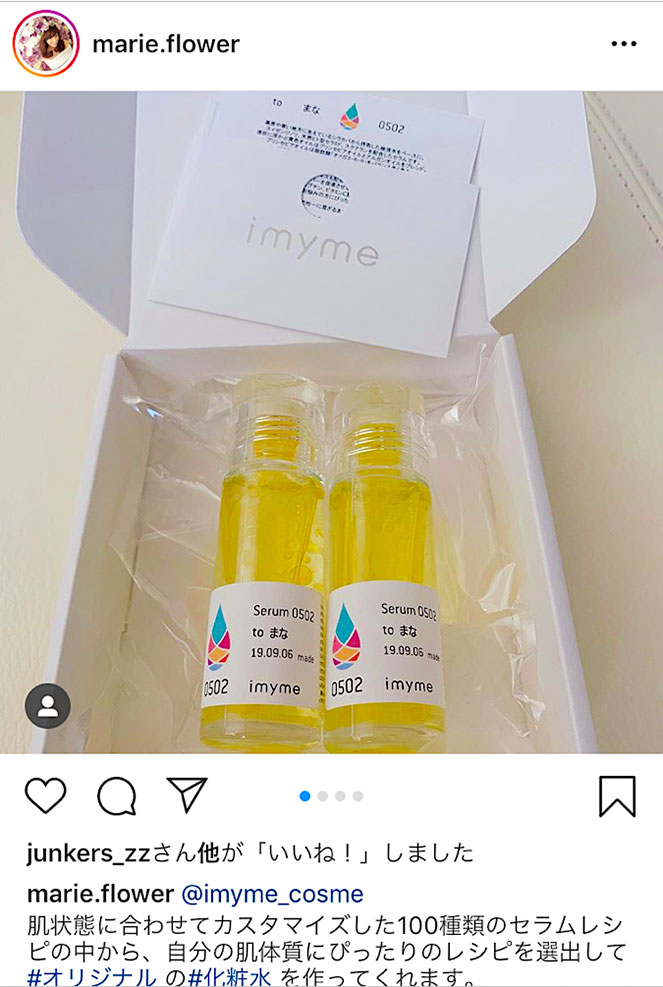 marie.flower
to まな 0502
imyme
Serum 0502
to まな
19.09.06 made
0502 imyme
Serum 0502
to まな
19.09.06 made
0502 imyme
junkers_zzさん他が「いいね！」しました
marie.flower @imyme_cosme
肌状態に合わせてカスタマイズした100種類のセラムレシ
ピの中から、自分の肌体質にぴったりのレシピを選出して
#オリジナル の#化粧水 を作ってくれます。